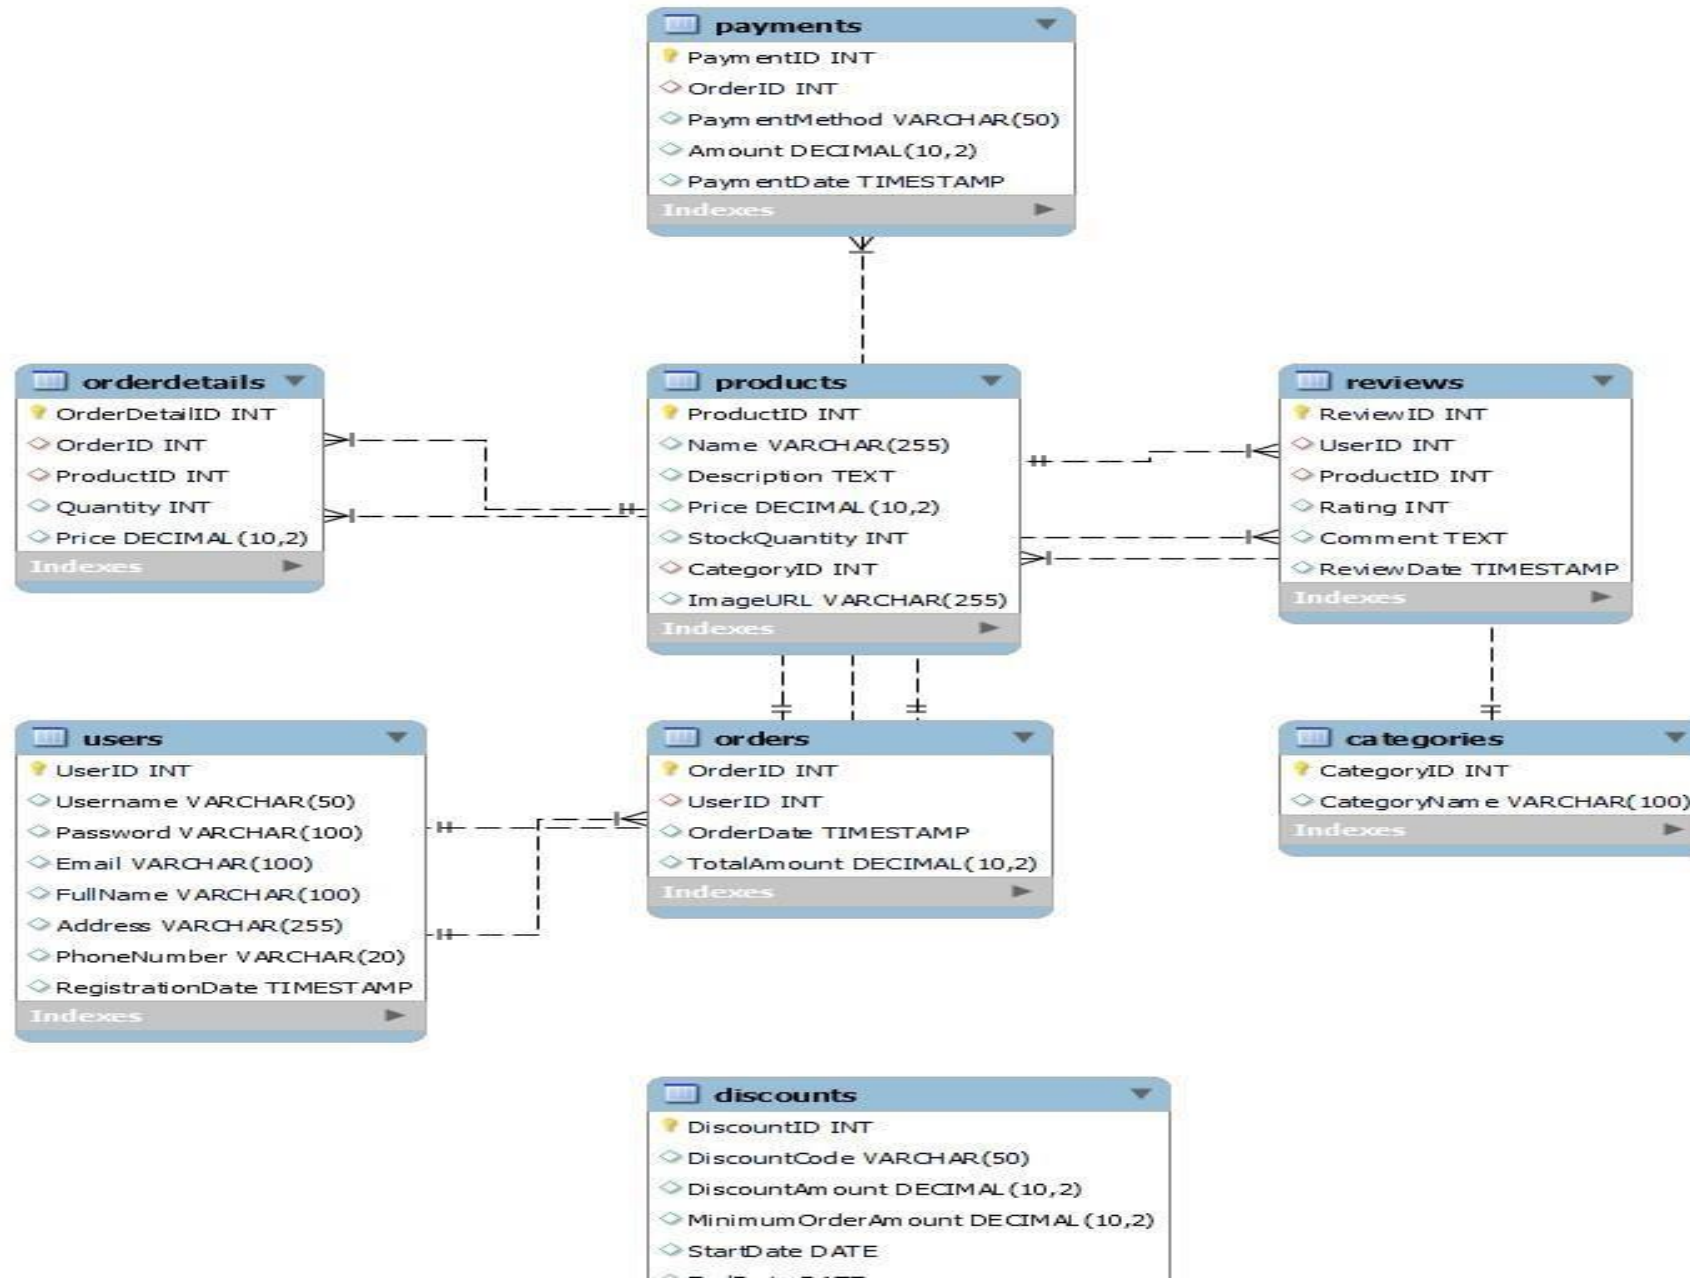 payments
PaymentID INT
OrderID INT
PaymentMethod VARCHAR(50)
Amount DECIMAL(10,2)
PaymentDate TIMESTAMP
Indexes
orderdetails
OrderDetailID INT
OrderID INT
ProductID INT
Quantity INT
Price DECIMAL(10,2)
Indexes
products
ProductID INT
Name VARCHAR(255)
Description TEXT
Price DECIMAL(10,2)
StockQuantity INT
CategoryID INT
ImageURL VARCHAR(255)
Indexes
reviews
ReviewID INT
UserID INT
ProductID INT
Rating INT
Comment TEXT
ReviewDate TIMESTAMP
Indexes
users
UserID INT
Username VARCHAR(50)
Password VARCHAR(100)
Email VARCHAR(100)
FullName VARCHAR(100)
Address VARCHAR(255)
PhoneNumber VARCHAR(20)
RegistrationDate TIMESTAMP
Indexes
orders
OrderID INT
UserID INT
OrderDate TIMESTAMP
TotalAmount DECIMAL(10,2)
Indexes
categories
CategoryID INT
CategoryName VARCHAR(100)
Indexes
discounts
DiscountID INT
DiscountCode VARCHAR(50)
DiscountAmount DECIMAL(10,2)
MinimumOrderAmount DECIMAL(10,2)
StartDate DATE